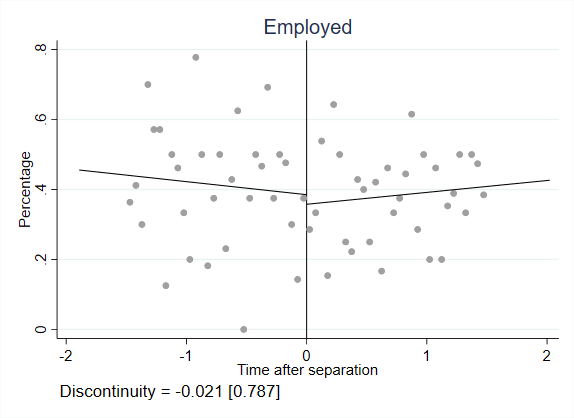 Employed
Percentage
.8
.6
.4
.2
0
-2
-1
0
1
2
Time after separation
Discontinuity = -0.021 [0.787]